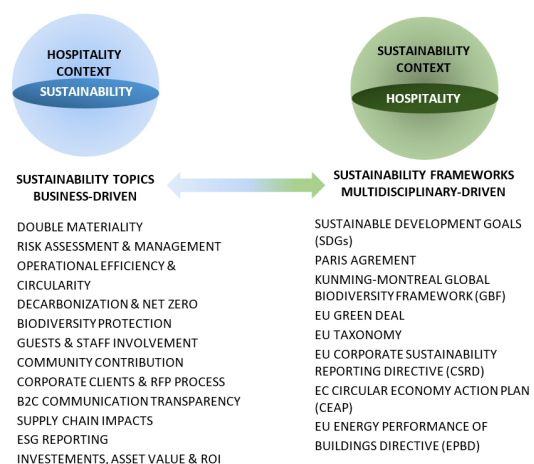 HOSPITALITY
CONTEXT
SUSTAINABILITY
SUSTAINABILITY TOPICS
BUSINESS-DRIVEN
DOUBLE MATERIALITY
RISK ASSESSMENT & MANAGEMENT
OPERATIONAL EFFICIENCY &
CIRCULARITY
DECARBONIZATION & NET ZERO
BIODIVERSITY PROTECTION
GUESTS & STAFF INVOLVEMENT
COMMUNITY CONTRIBUTION
CORPORATE CLIENTS & RFP PROCESS
B2C COMMUNICATION TRANSPARENCY
SUPPLY CHAIN IMPACTS
ESG REPORTING
INVESTEMENTS, ASSET VALUE & ROI
SUSTAINABILITY
CONTEXT
HOSPITALITY
SUSTAINABILITY FRAMEWORKS
MULTIDISCIPLINARY-DRIVEN
SUSTAINABLE DEVELOPMENT GOALS
(SDGs)
PARIS AGREMENT
KUNMING-MONTREAL GLOBAL
BIODIVERSITY FRAMEWORK (GBF)
EU GREEN DEAL
EU TAXONOMY
EU CORPORATE SUSTAINABILITY
REPORTING DIRECTIVE (CSRD)
EC CIRCULAR ECONOMY ACTION PLAN
(CEAP)
EU ENERGY PERFORMANCE OF
BUILDINGS DIRECTIVE (EPBD)